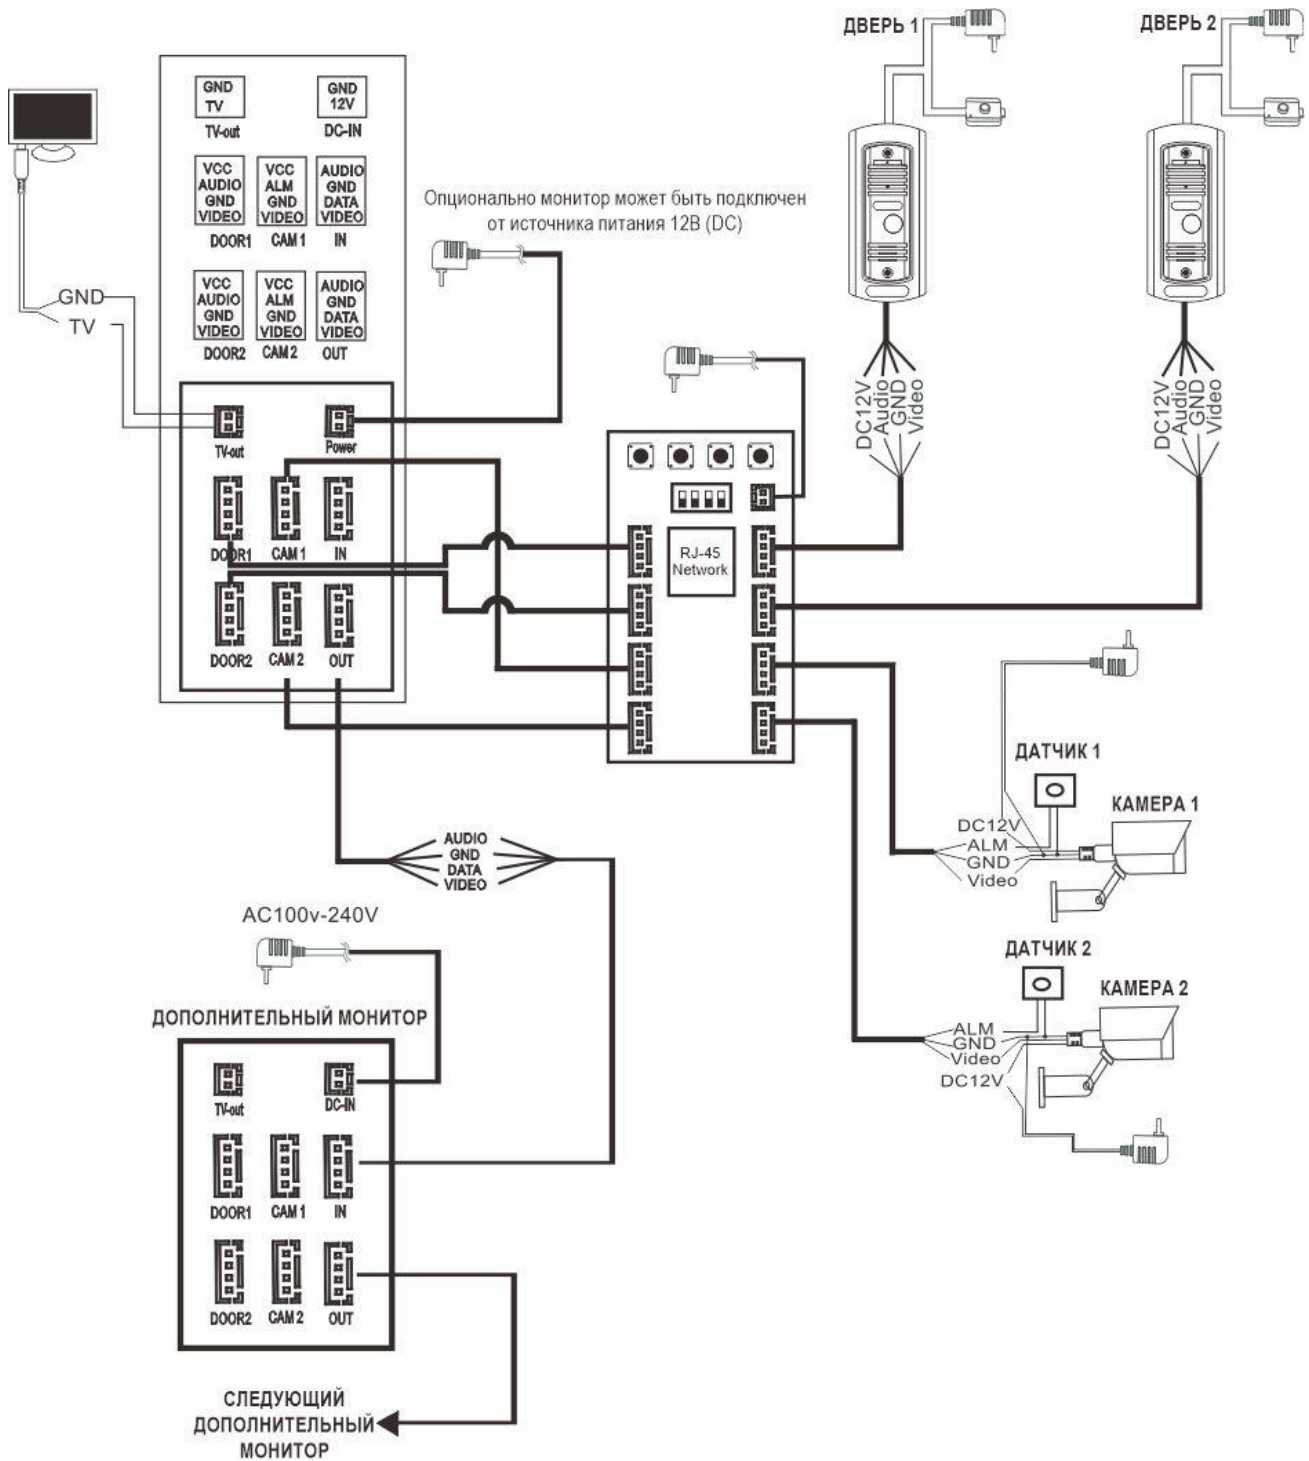 ДВЕРЬ 1
ДВЕРЬ 2
GND
TV
TV-out
GND
12V
DC-IN
VCC
AUDIO
GND
VIDEO
DOOR1
VCC
ALM
GND
VIDEO
CAM 1
AUDIO
GND
DATA
VIDEO
IN
Опционально монитор может быть подключен
от источника питания 12В (DC)
VCC
AUDIO
GND
VIDEO
DOOR2
VCC
ALM
GND
VIDEO
CAM 2
AUDIO
GND
DATA
VIDEO
OUT
GND
TV
TV-out
Power
DOOR1
CAM 1
IN
DOOR2
CAM 2
OUT
RJ-45
Network
DC12V
Audio
GND
Video
DC12V
Audio
GND
Video
ДАТЧИК 1
КАМЕРА 1
DC12V
ALM
GND
Video
AUDIO
GND
DATA
VIDEO
AC100v-240V
ДАТЧИК 2
КАМЕРА 2
ALM
GND
Video
DC12V
ДОПОЛНИТЕЛЬНЫЙ МОНИТОР
TV-out
DC-IN
DOOR1
CAM 1
IN
DOOR2
CAM 2
OUT
СЛЕДУЮЩИЙ
ДОПОЛНИТЕЛЬНЫЙ
МОНИТОР